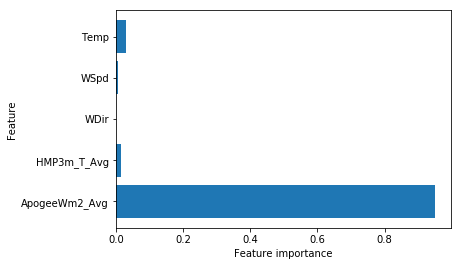 Temp
WSpd
WDir
HMP3m_T_Avg
ApogeeWm2_Avg
Feature
0.0 0.2 0.4 0.6 0.8
Feature importance